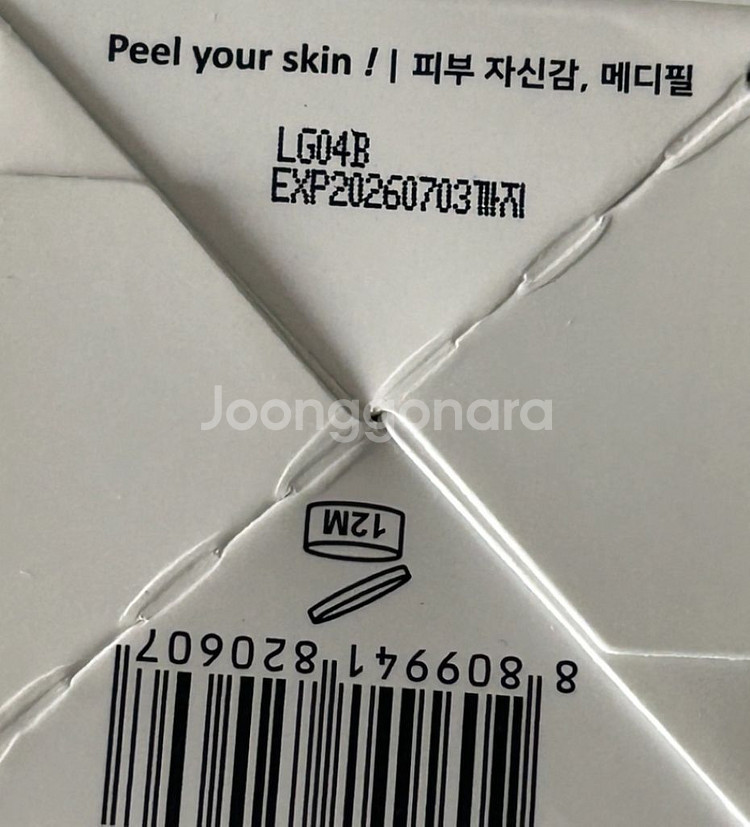 Peel your skin ! | 피부 자신감, 메디필
LG04B
EXP20260703까지
Joonggonara
12M
8 809941 820607